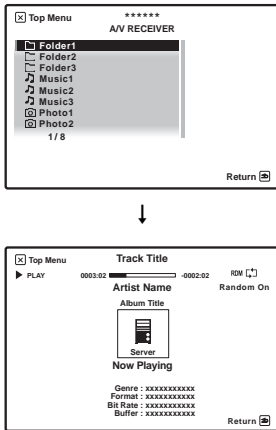 Top Menu
******
A/V RECEIVER
Folder1
Folder2
Folder3
Music1
Music2
Music3
Photo1
Photo2
1 / 8
Return
Top Menu
Track Title
PLAY
0003:02
-0002:02
RDM
Artist Name
Random On
Album Title
Server
Now Playing
Genre : xxxxxxxxxxx
Format : xxxxxxxxxxx
Bit Rate : xxxxxxxxxxx
Buffer : xxxxxxxxxxx
Return